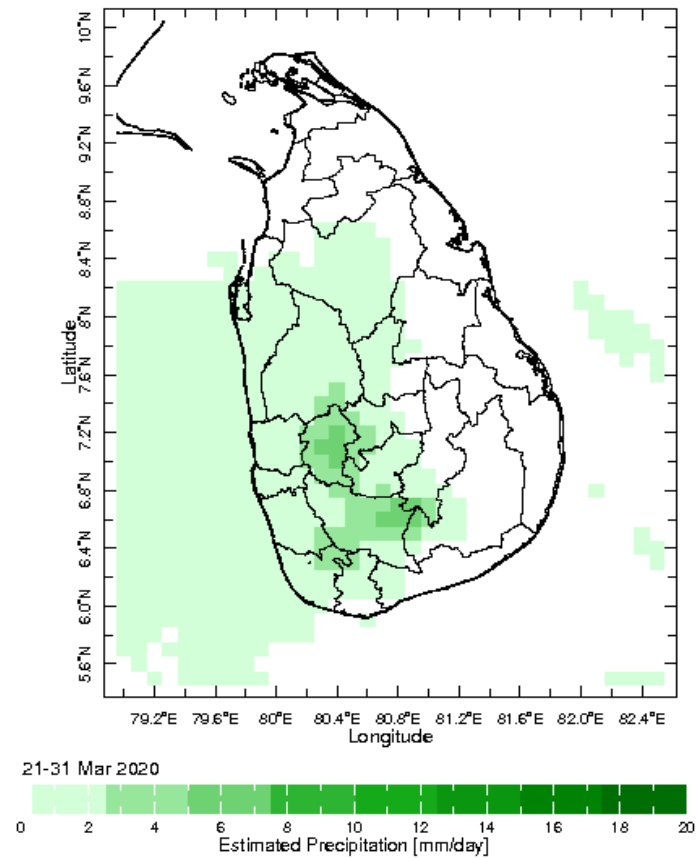 10°N
9.6°N
9.2°N
8.8°N
8.4°N
8°N
7.6°N
7.2°N
6.8°N
6.4°N
6.0°N
5.6°N
Latitude
79.2°E 79.6°E 80°E 80.4°E 80.8°E 81.2°E 81.6°E 82.0°E 82.4°E
Longitude
21-31 Mar 2020
0 2 4 6 8 10 12 14 16 18 20
Estimated Precipitation [mm/day]